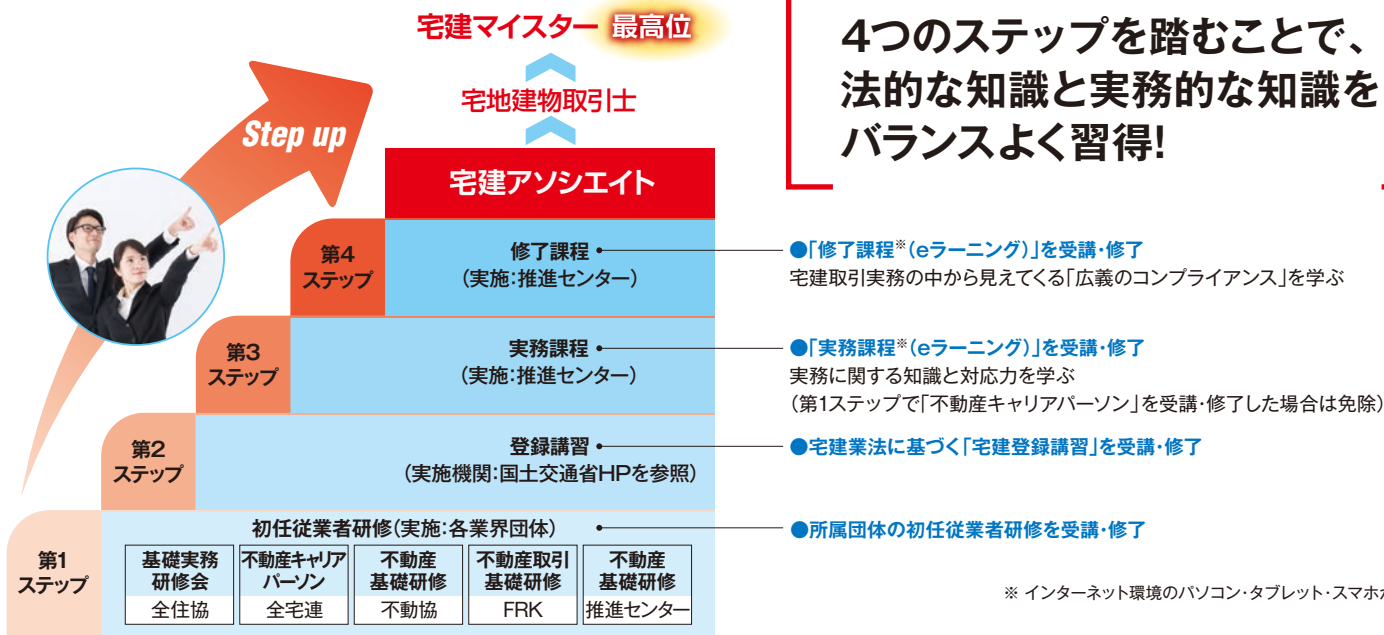 宅建マイスター 最高位
宅地建物取引士
Step up
宅建アソシエイト
4つのステップを踏むことで、
法的な知識と実務的な知識を
バランスよく習得!
第4
ステップ
修了課程
(実施:推進センター)
●「修了課程※(eラーニング)」を受講・修了
宅建取引実務の中から見えてくる「広義のコンプライアンス」を学ぶ
第3
ステップ
実務課程
(実施:推進センター)
●「実務課程※(eラーニング)」を受講・修了
実務に関する知識と対応力を学ぶ
(第1ステップで「不動産キャリアパーソン」を受講・修了した場合は免除)
第2
ステップ
登録講習
(実施機関:国土交通省HPを参照)
●宅建業法に基づく「宅建登録講習」を受講・修了
第1
ステップ
初任従業者研修(実施:各業界団体)
●所属団体の初任従業者研修を受講・修了
基礎実務
研修会
全住協
不動産キャリア
パーソン
全宅連
不動産
基礎研修
不動協
不動産取引
基礎研修
FRK
不動産
基礎研修
推進センター
※ インターネット環境のパソコン・タブレット・スマホ